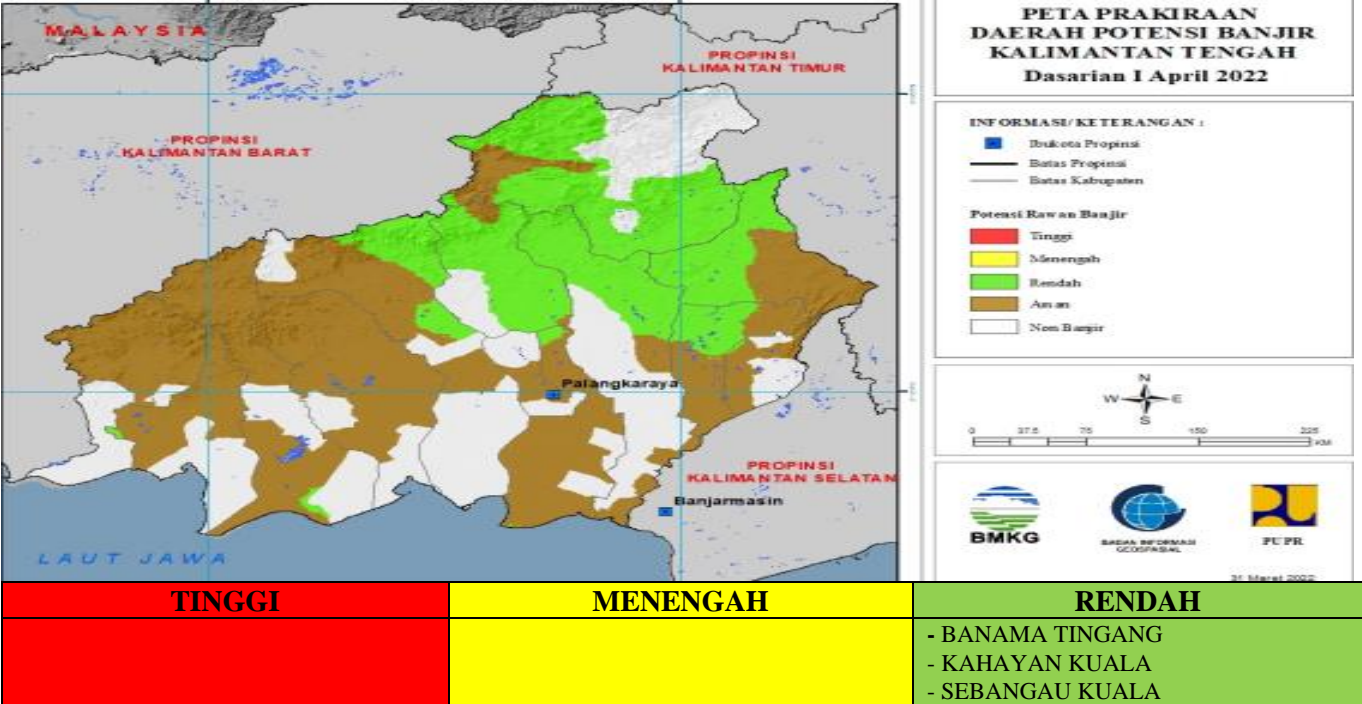 MALAYSIA
PROPINSI
KALIMANTAN TIMUR
PROPINSI
KALIMANTAN BARAT
Palangkaraya
PROPINSI
KALIMANTAN SELATAN
Banjarmasin
LAUT JAWA
PETA PRAKIRAAN
DAERAH POTENSI BANJIR
KALIMANTAN TENGAH
Dasarian I April 2022
INFORMASI/KETERANGAN :
Ibukota Propinsi
Batas Propinsi
Batas Kabupaten
Potensi Rawan Banjir
Tinggi
Menengah
Rendah
Aman
Non Banjir
N
W E
S
0 37.5 75 150 225
KM
BMKG
BADAN INFORMASI
GEOSPASIAL
PUPR
31 Maret 2022
TINGGI MENENGAH RENDAH
- BANAMA TINGANG
- KAHAYAN KUALA
- SEBANGAU KUALA